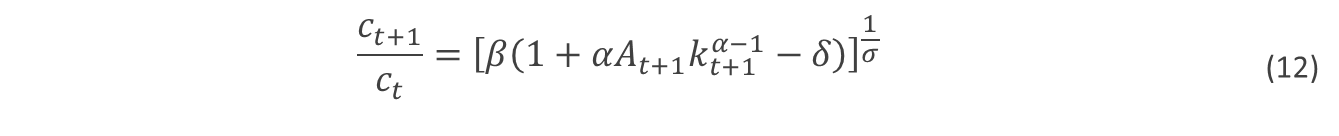 c_{t+1}/c_t = [β(1 + αA_{t+1}k_{t+1}^{α−1} − δ)]^{1/σ} (12)